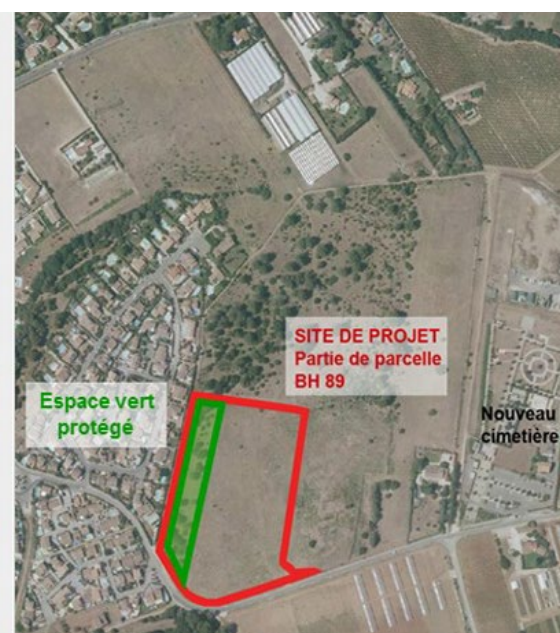 SITE DE PROJET
Partie de parcelle
BH 89
Espace vert
protégé
Nouveau
cimetière